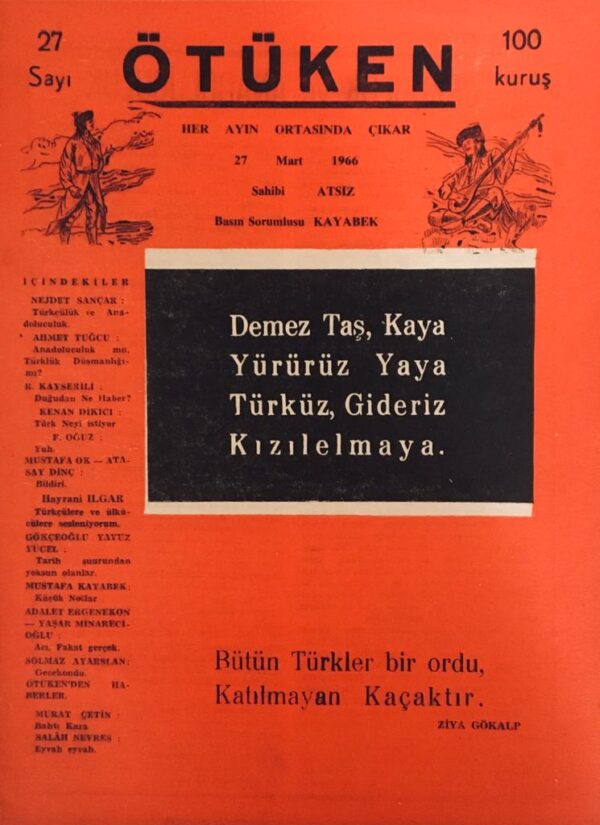 27
Sayı
ÖTÜKEN
100
kuruş
HER AYIN ORTASINDA ÇIKAR
27 Mart 1966
Sahibi ATSIZ
Basın Sorumlusu KAYABEK
İÇİNDEKİLER
NEJDET SANÇAR :
Türkçülük ve Ana-
doluculuk.
AHMET TUĞCU :
Anadoluculuk mu,
Türklük Düşmanlığı-
mı?
R. KAYSERİLİ :
Doğudan Ne Haber?
KENAN DİKİCİ :
Türk Neyi istiyor
F. OĞUZ :
Yuh.
MUSTAFA OK — ATA-
SAY DİNÇ :
Bildiri.
Hayrani ILGAR
Türkçülere ve ülkü-
cülere sesleniyorum.
GÖKÇEOĞLU YAVUZ
YÜCEL :
Tarih şuurundan
yoksun olanlar.
MUSTAFA KAYABEK:
Küçük Notlar
ADALET ERGENEKON
— YAŞAR MİNARECİ-
OĞLU :
Acı, Fakat gerçek.
SOLMAZ AYARSLAN:
Gecekondu.
ÖTÜKEN'DEN HA-
BERLER.
MURAT ÇETİN :
Bahtı Kara
SALÂH NEVRES :
Eyvah eyvah.
Demez Taş, Kaya
Yürürüz Yaya
Türküz, Gideriz
Kızılelmaya.
Bütün Türkler bir ordu,
Katılmayan Kaçaktır.
ZİYA GÖKALP